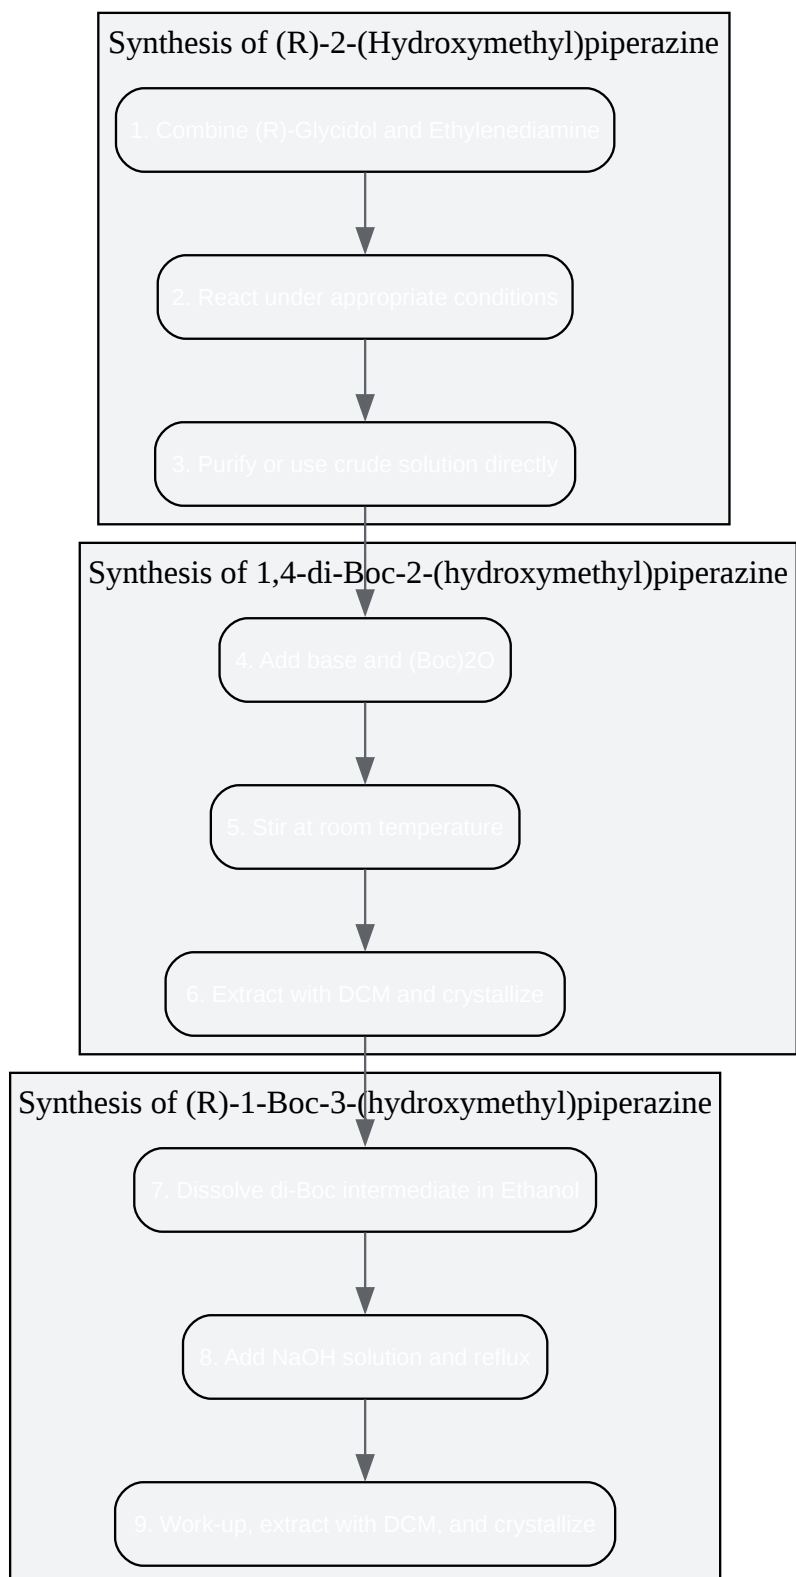 Synthesis of (R)-2-(Hydroxymethyl)piperazine
1. Combine (R)-Glycidol and Ethylenediamine
2. React under appropriate conditions
3. Purify or use crude solution directly
Synthesis of 1,4-di-Boc-2-(hydroxymethyl)piperazine
4. Add base and (Boc)2O
5. Stir at room temperature
6. Extract with DCM and crystallize
Synthesis of (R)-1-Boc-3-(hydroxymethyl)piperazine
7. Dissolve di-Boc intermediate in Ethanol
8. Add NaOH solution and reflux
9. Work-up, extract with DCM, and crystallize